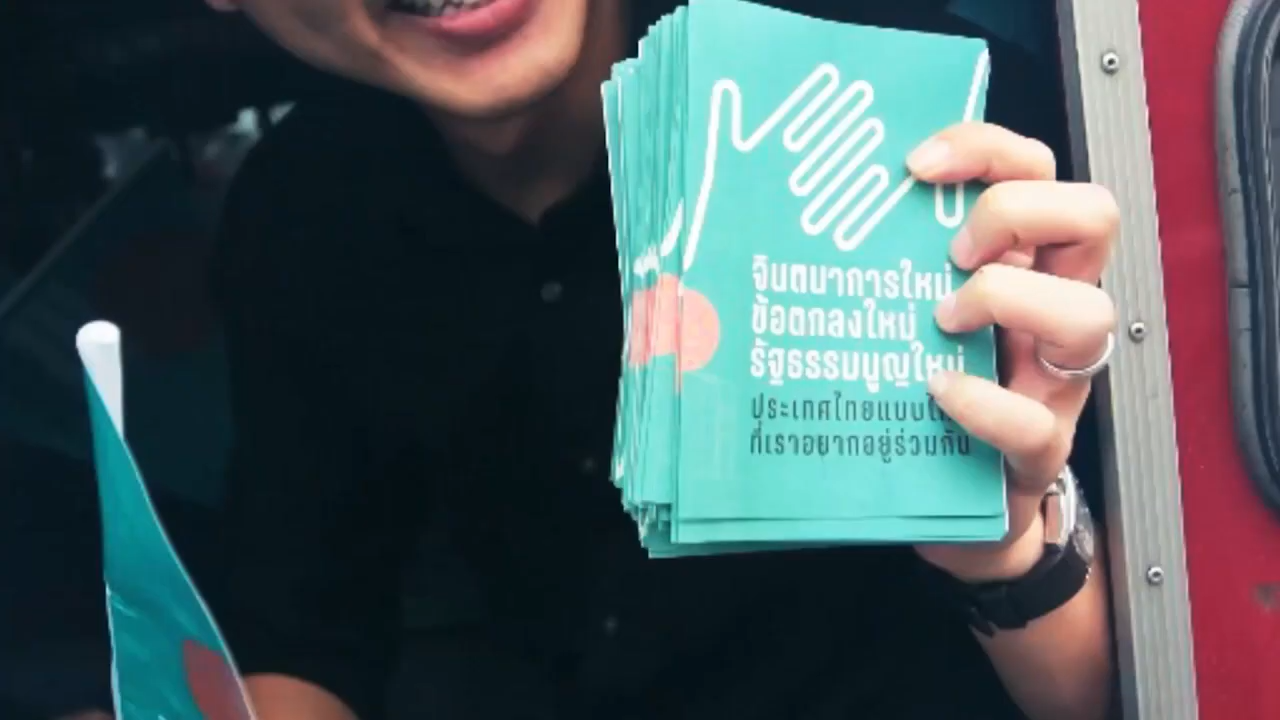 จินตนาการใหม่
ข้อตกลงใหม่
รัฐธรรมนูญใหม่
ประเทศไทยแบบ
ที่เราอยากอยู่ร่วมกัน